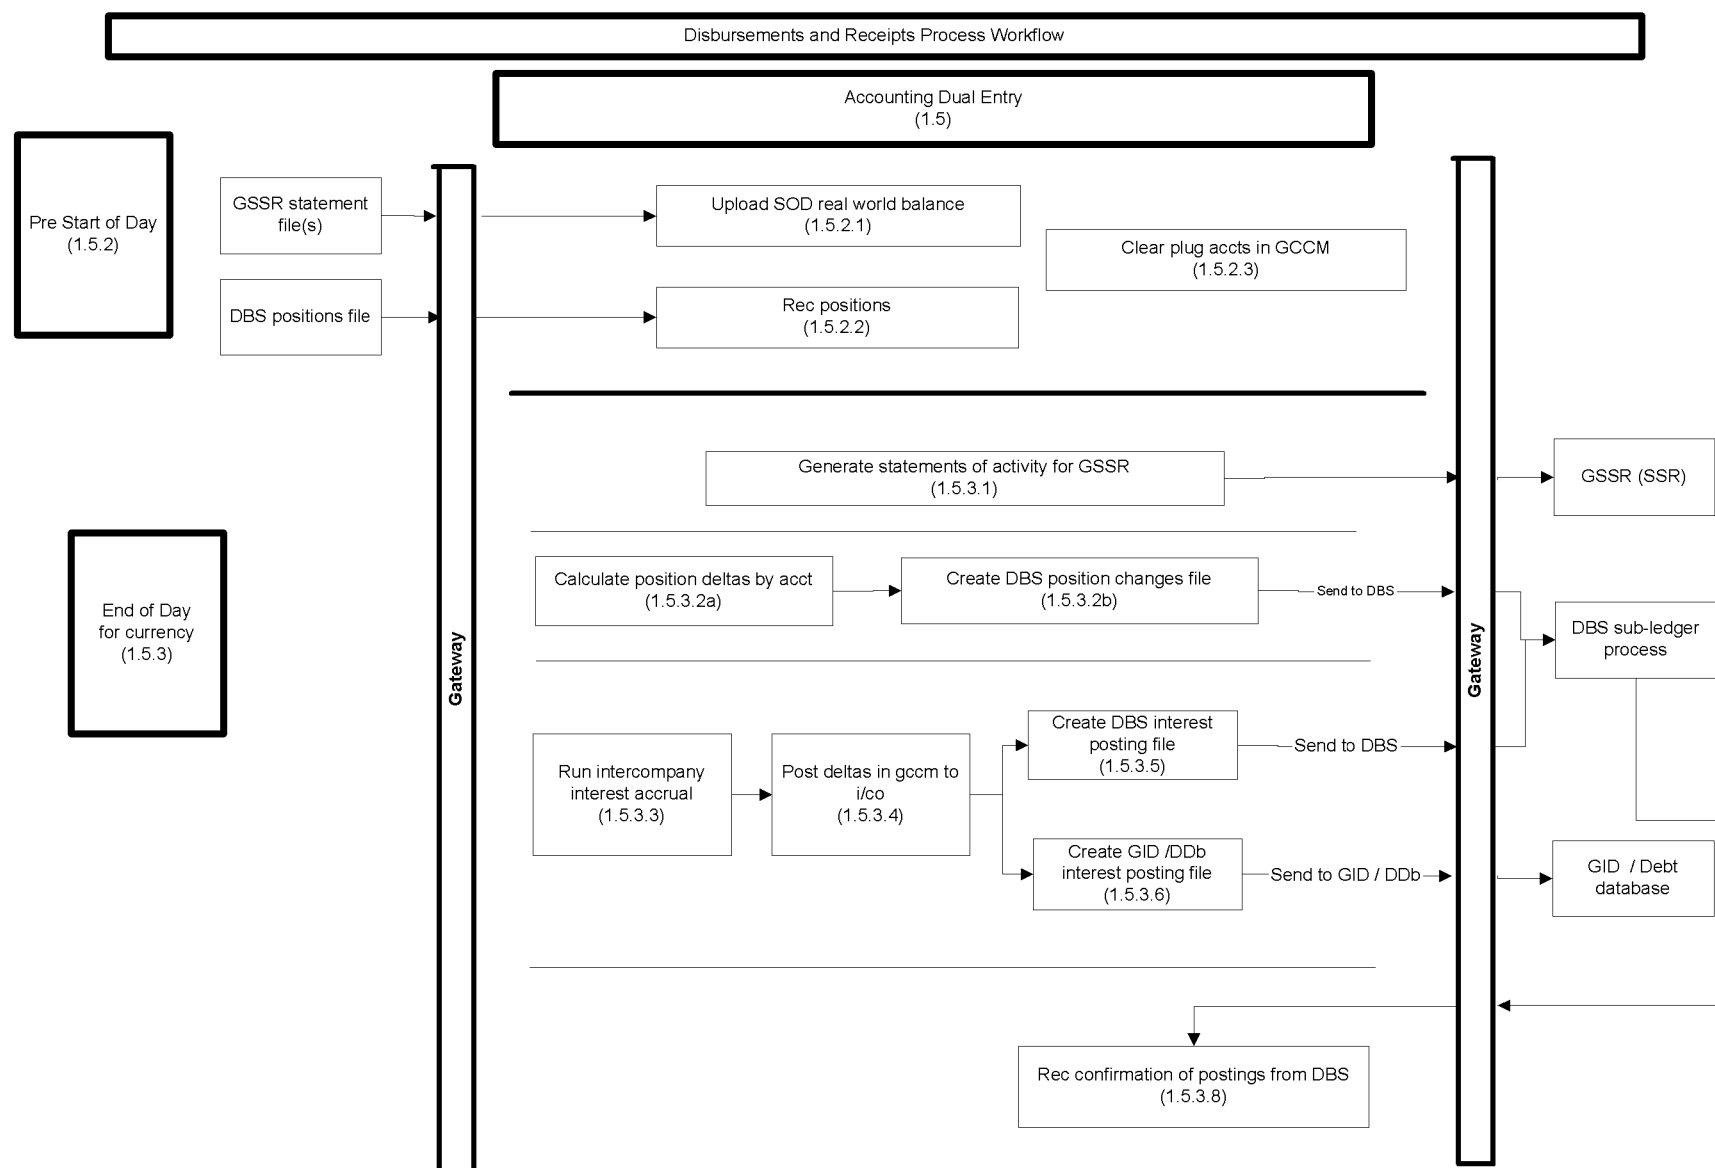 Disbursements and Receipts Process Workflow
Accounting Dual Entry
(1.5)
Pre Start of Day
(1.5.2)
GSSR statement
file(s)
Upload SOD real world balance
(1.5.2.1)
Clear plug accts in GCCM
(1.5.2.3)
DBS positions file
Rec positions
(1.5.2.2)
Generate statements of activity for GSSR
(1.5.3.1)
GSSR (SSR)
End of Day
for currency
(1.5.3)
Gateway
Calculate position deltas by acct
(1.5.3.2a)
Create DBS position changes file
(1.5.3.2b)
Send to DBS
Gateway
DBS sub-ledger
process
Run intercompany
interest accrual
(1.5.3.3)
Post deltas in gccm to
i/co
(1.5.3.4)
Create DBS interest
posting file
(1.5.3.5)
Send to DBS
Create GID /DDb
interest posting file
(1.5.3.6)
Send to GID / DDb
GID / Debt
database
Rec confirmation of postings from DBS
(1.5.3.8)